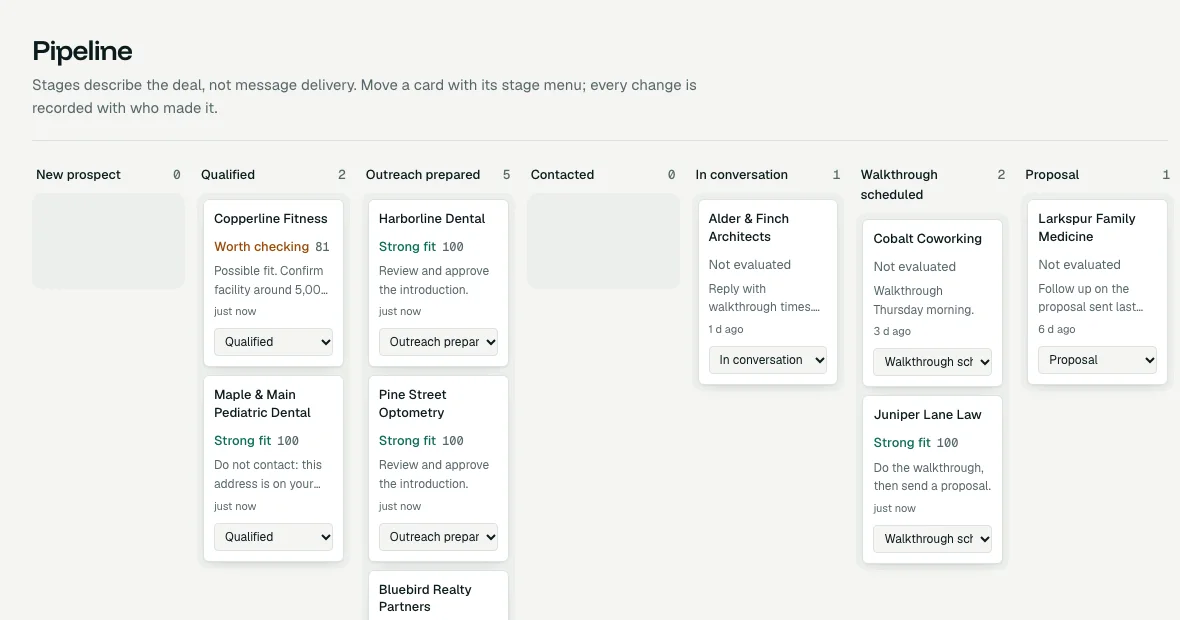 Pipeline
Stages describe the deal, not message delivery. Move a card with its stage menu; every change is
recorded with who made it.
New prospect 0
Qualified 2
Copperline Fitness
Worth checking 81
Possible fit. Confirm
facility around 5,00...
just now
Qualified
Maple & Main
Pediatric Dental
Strong fit 100
Do not contact: this
address is on your...
just now
Qualified
Outreach prepared 5
Harborline Dental
Strong fit 100
Review and approve
the introduction.
just now
Outreach prepar
Pine Street
Optometry
Strong fit 100
Review and approve
the introduction.
just now
Outreach prepar
Bluebird Realty
Partners
Contacted 0
In conversation 1
Alder & Finch
Architects
Not evaluated
Reply with
walkthrough times....
1 d ago
In conversation
Walkthrough
scheduled 2
Cobalt Coworking
Not evaluated
Walkthrough
Thursday morning.
3 d ago
Walkthrough sch
Juniper Lane Law
Strong fit 100
Do the walkthrough,
then send a proposal.
just now
Walkthrough sch
Proposal 1
Larkspur Family
Medicine
Not evaluated
Follow up on the
proposal sent last...
6 d ago
Proposal